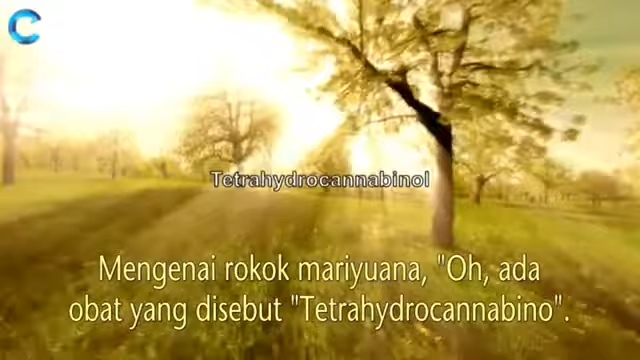 Tetrahydrocannabinol
Mengenai rokok mariyuana, "Oh, ada
obat yang disebut "Tetrahydrocannabino".